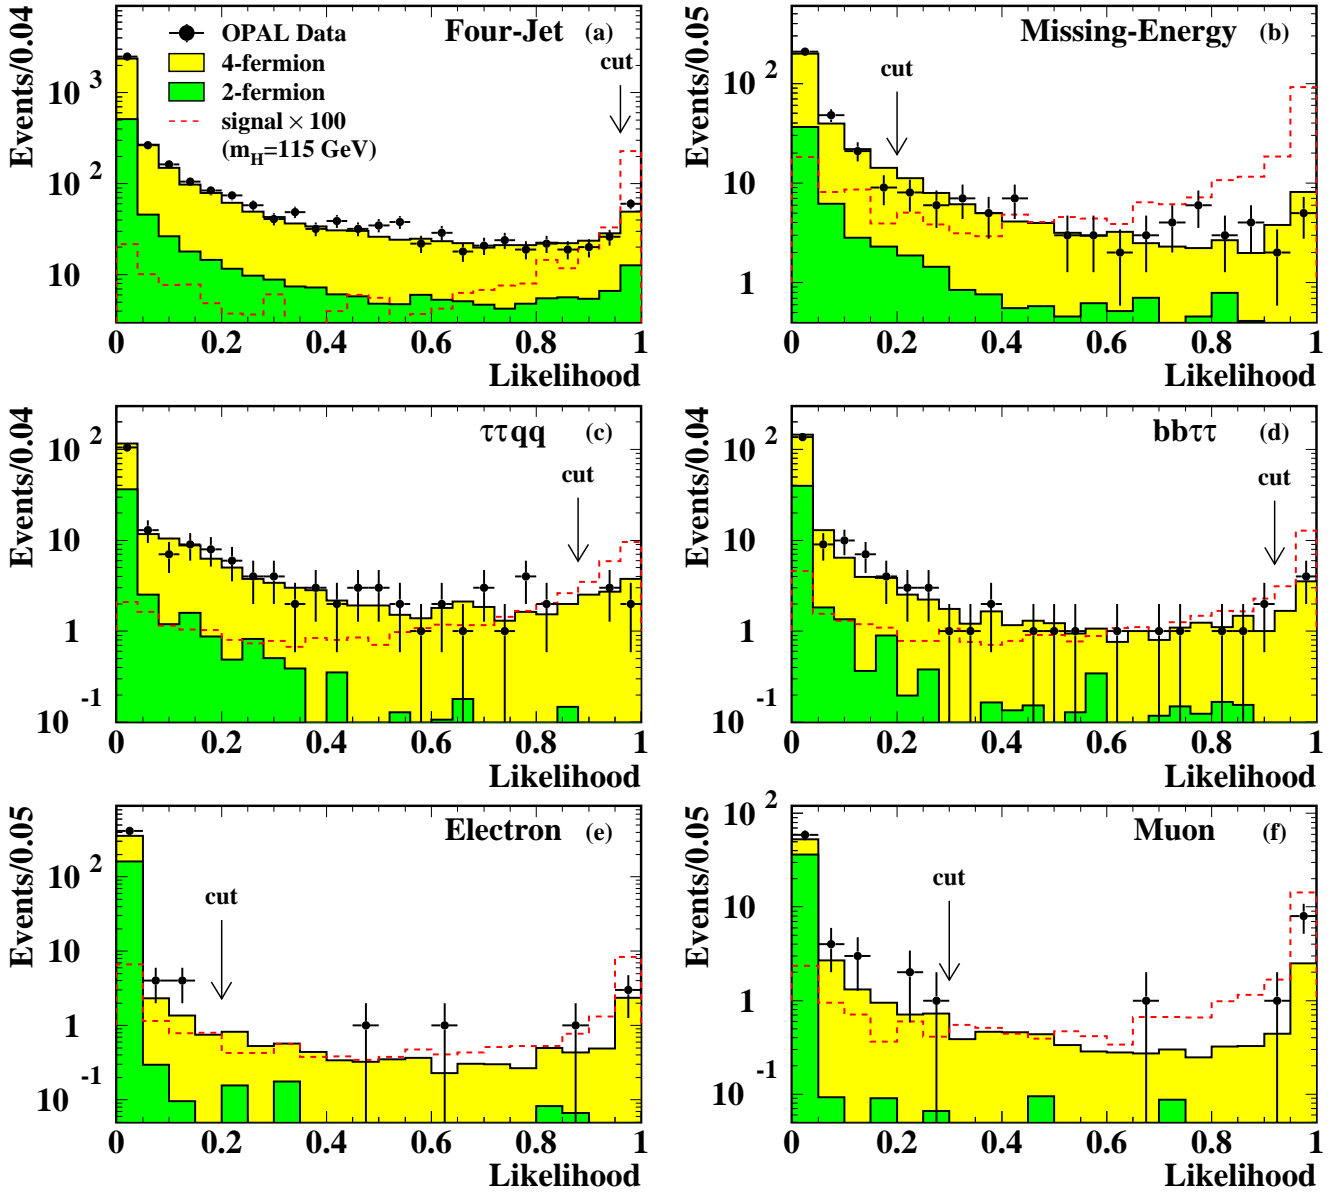 Events/0.04
Four-Jet (a)
OPAL Data
4-fermion
2-fermion
signal × 100
(m_H=115 GeV)
cut
10^3
10^2
10
0 0.2 0.4 0.6 0.8 1
Likelihood
Events/0.05
Missing-Energy (b)
cut
10^2
10
1
0 0.2 0.4 0.6 0.8 1
Likelihood
Events/0.04
ττqq (c)
cut
10^2
10
1
10^-1
0 0.2 0.4 0.6 0.8 1
Likelihood
Events/0.04
bbττ (d)
cut
10^2
10
1
10^-1
0 0.2 0.4 0.6 0.8 1
Likelihood
Events/0.05
Electron (e)
cut
10^2
10
1
10^-1
0 0.2 0.4 0.6 0.8 1
Likelihood
Events/0.05
Muon (f)
cut
10^2
10
1
10^-1
0 0.2 0.4 0.6 0.8 1
Likelihood